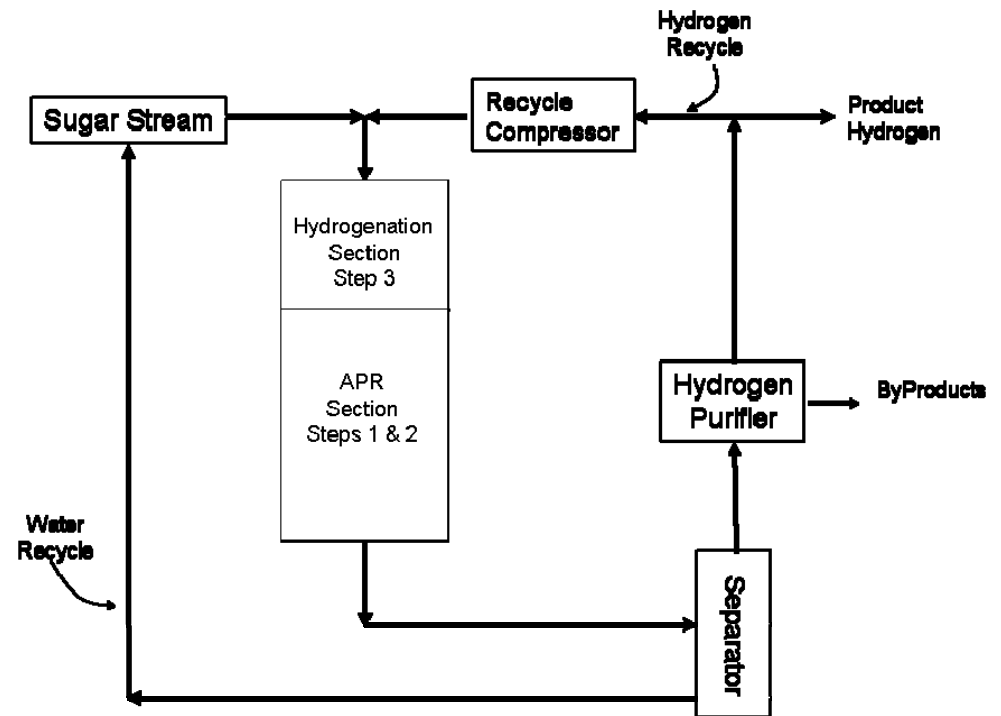 Hydrogen
Recycle
Sugar Stream
Recycle
Compressor
Product
Hydrogen
Hydrogenation
Section
Step 3
APR
Section
Steps 1 & 2
Hydrogen
Purifier
ByProducts
Water
Recycle
Separator